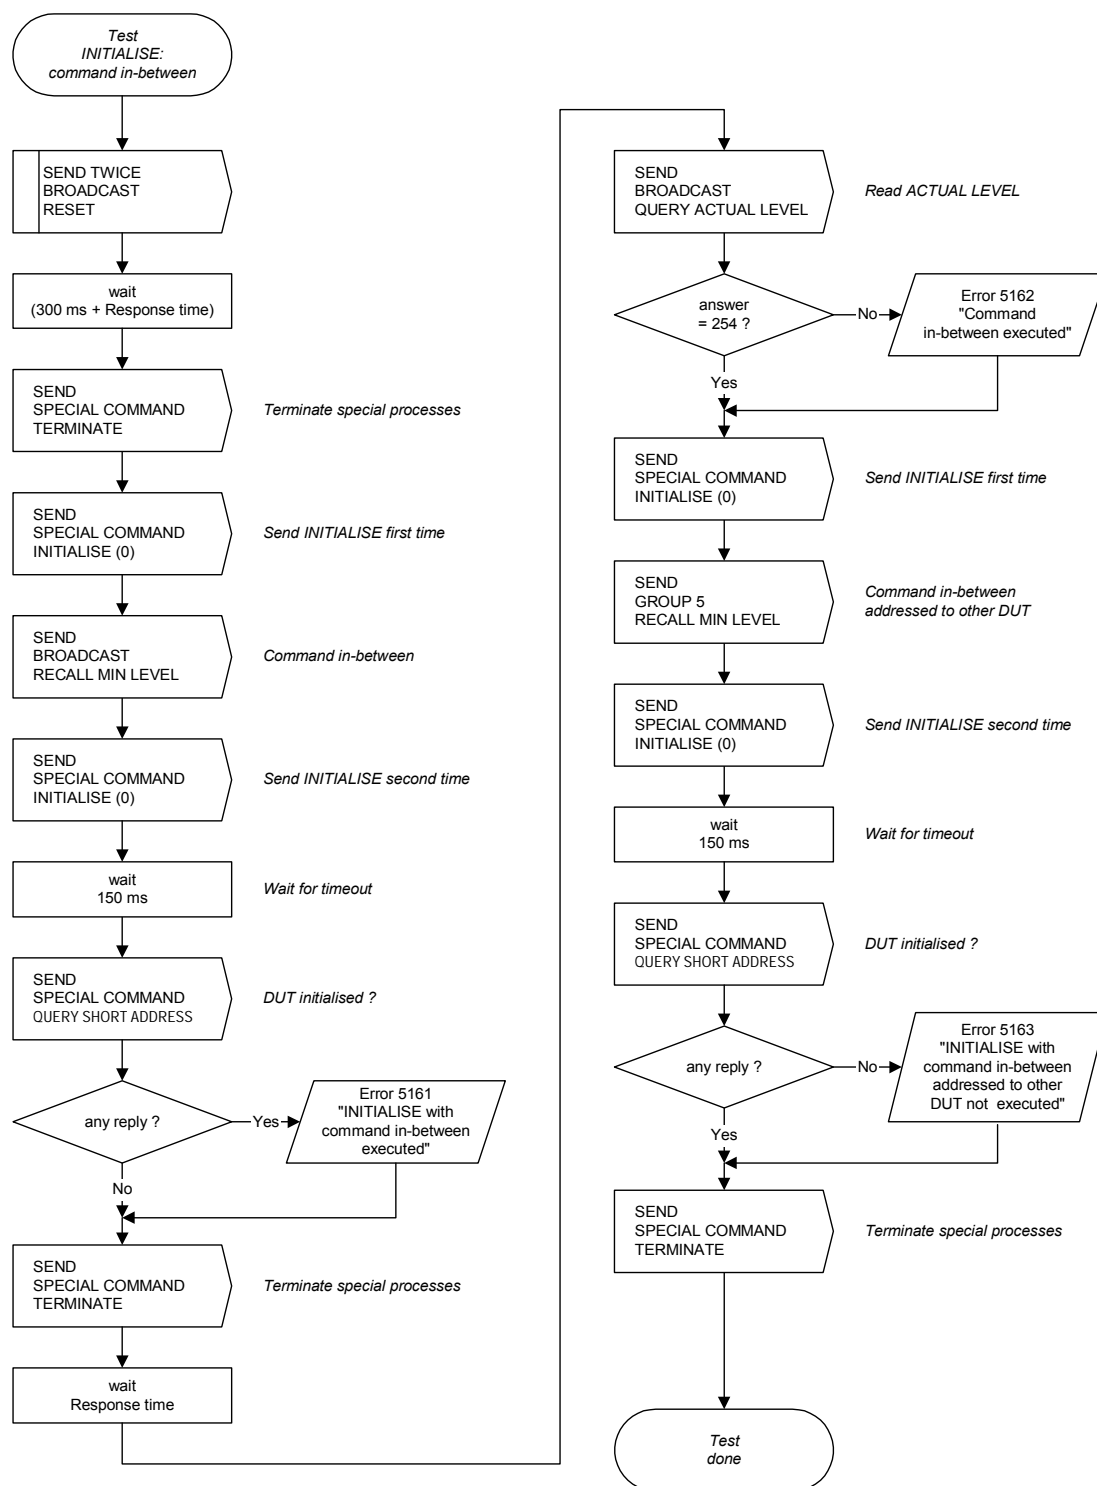 Test
INITIALISE:
command in-between
SEND TWICE
BROADCAST
RESET
wait
(300 ms + Response time)
SEND
SPECIAL COMMAND
TERMINATE
Terminate special processes
SEND
SPECIAL COMMAND
INITIALISE (0)
Send INITIALISE first time
SEND
BROADCAST
RECALL MIN LEVEL
Command in-between
SEND
SPECIAL COMMAND
INITIALISE (0)
Send INITIALISE second time
wait
150 ms
Wait for timeout
SEND
SPECIAL COMMAND
QUERY SHORT ADDRESS
DUT initialised ?
any reply ?
Yes
Error 5161
"INITIALISE with
command in-between
executed"
No
SEND
SPECIAL COMMAND
TERMINATE
Terminate special processes
wait
Response time
SEND
BROADCAST
QUERY ACTUAL LEVEL
Read ACTUAL LEVEL
answer
= 254 ?
No
Error 5162
"Command
in-between executed"
Yes
SEND
SPECIAL COMMAND
INITIALISE (0)
Send INITIALISE first time
SEND
GROUP 5
RECALL MIN LEVEL
Command in-between
addressed to other DUT
SEND
SPECIAL COMMAND
INITIALISE (0)
Send INITIALISE second time
wait
150 ms
Wait for timeout
SEND
SPECIAL COMMAND
QUERY SHORT ADDRESS
DUT initialised ?
any reply ?
No
Error 5163
"INITIALISE with
command in-between
addressed to other
DUT not executed"
Yes
SEND
SPECIAL COMMAND
TERMINATE
Terminate special processes
Test
done